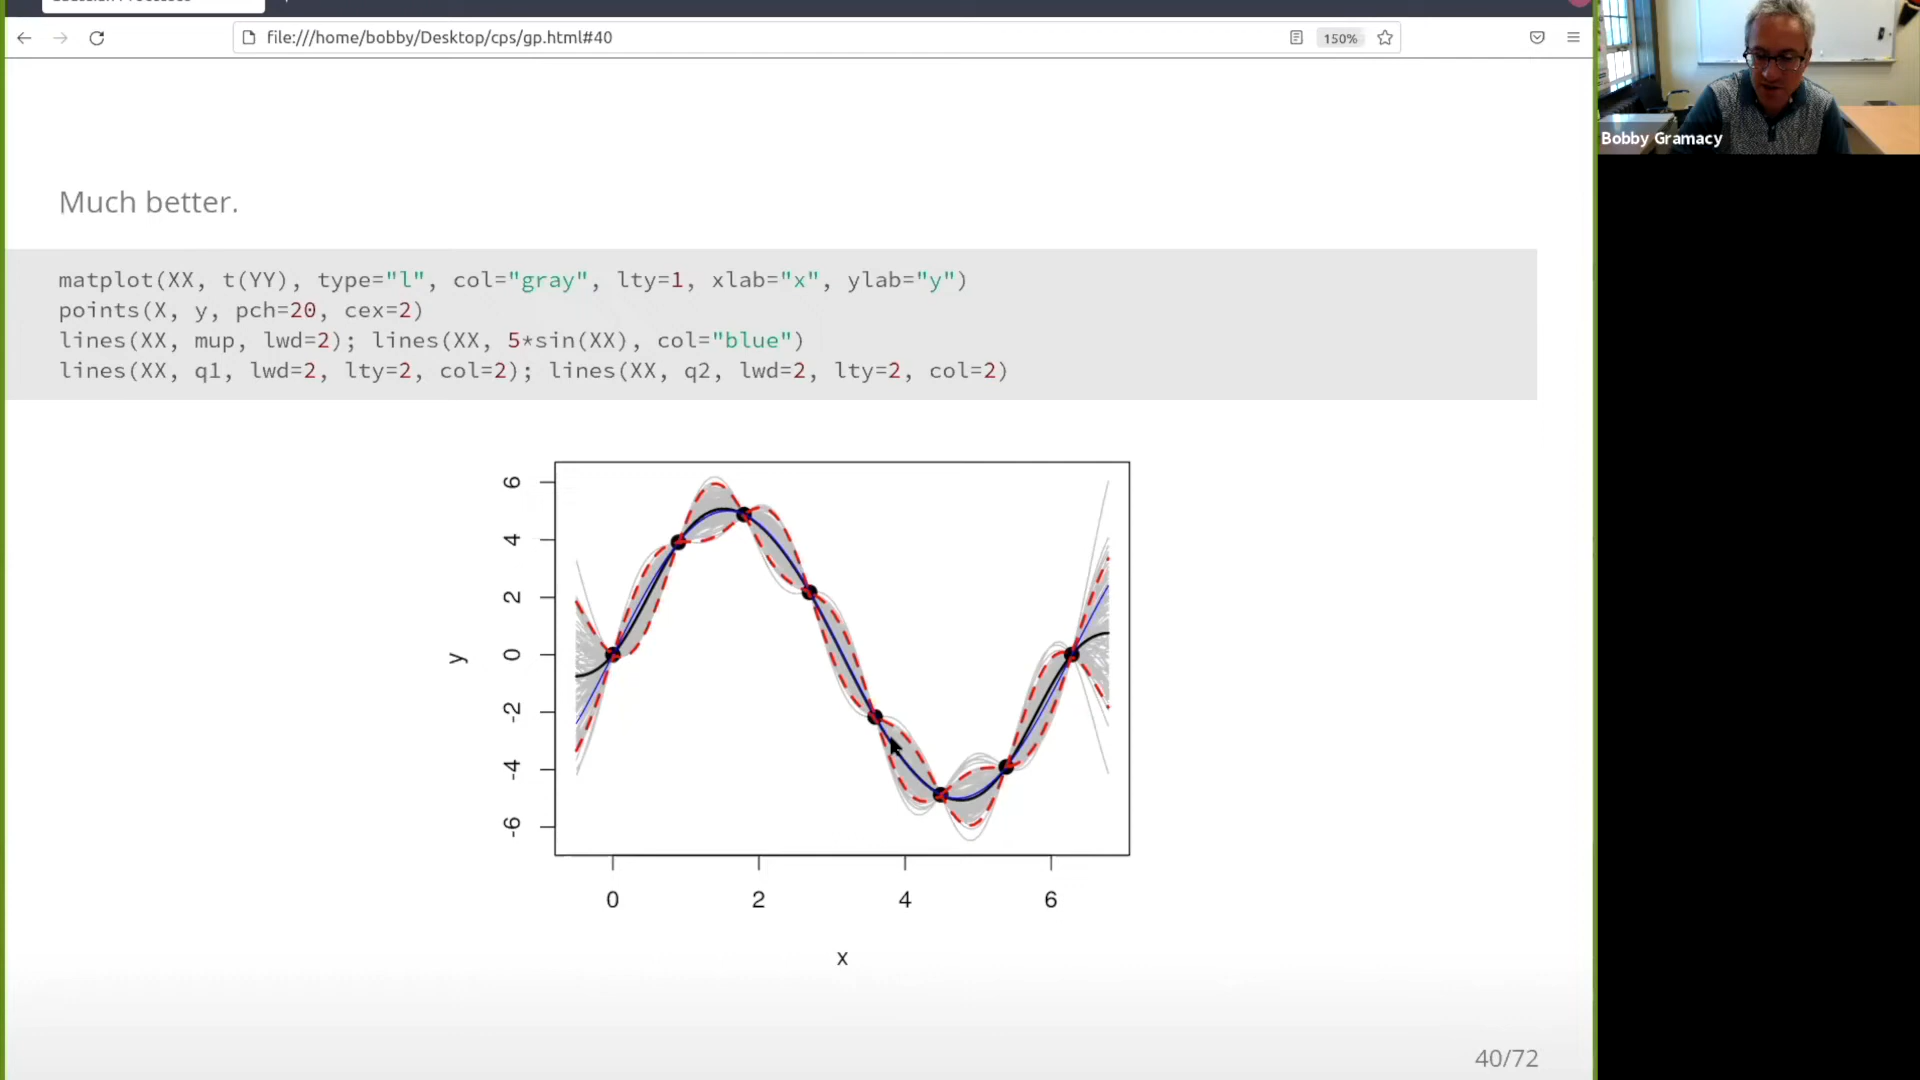 file:///home/bobby/Desktop/cps/gp.html#40
150%
Bobby Gramacy
Much better.
matplot(XX, t(YY), type="l", col="gray", lty=1, xlab="x", ylab="y")
points(X, y, pch=20, cex=2)
lines(XX, mup, lwd=2); lines(XX, 5*sin(XX), col="blue")
lines(XX, q1, lwd=2, lty=2, col=2); lines(XX, q2, lwd=2, lty=2, col=2)
6
4
2
0
-2
-4
-6
y
0 2 4 6
x
40/72